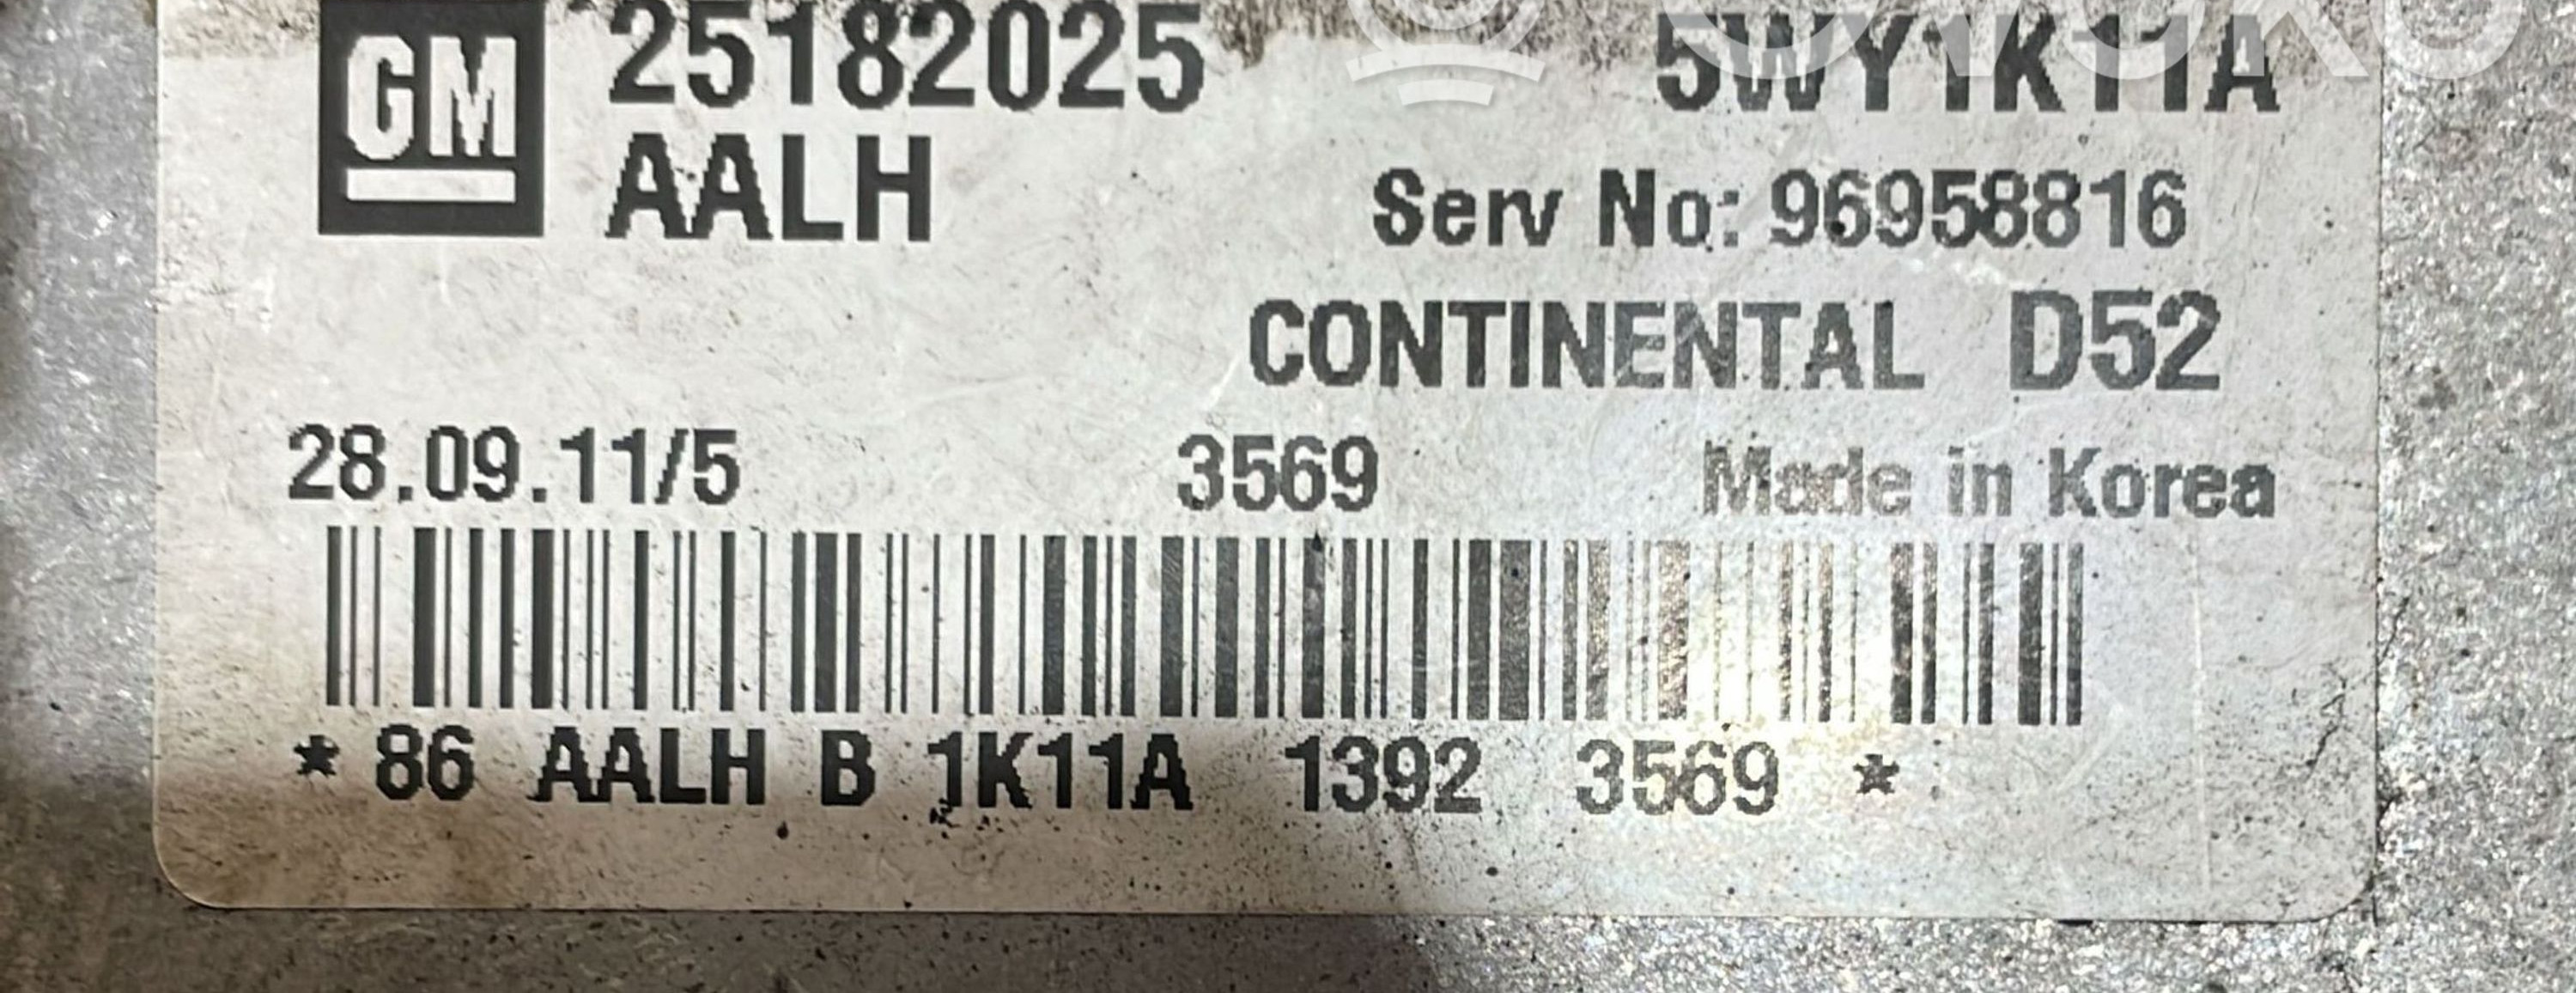 GM 25182025 5WY1K11A
AALH
Serv No: 96958816
CONTINENTAL D52
28.09.11/5 3569 Made in Korea
* 86 AALH B 1K11A 1392 3569 *